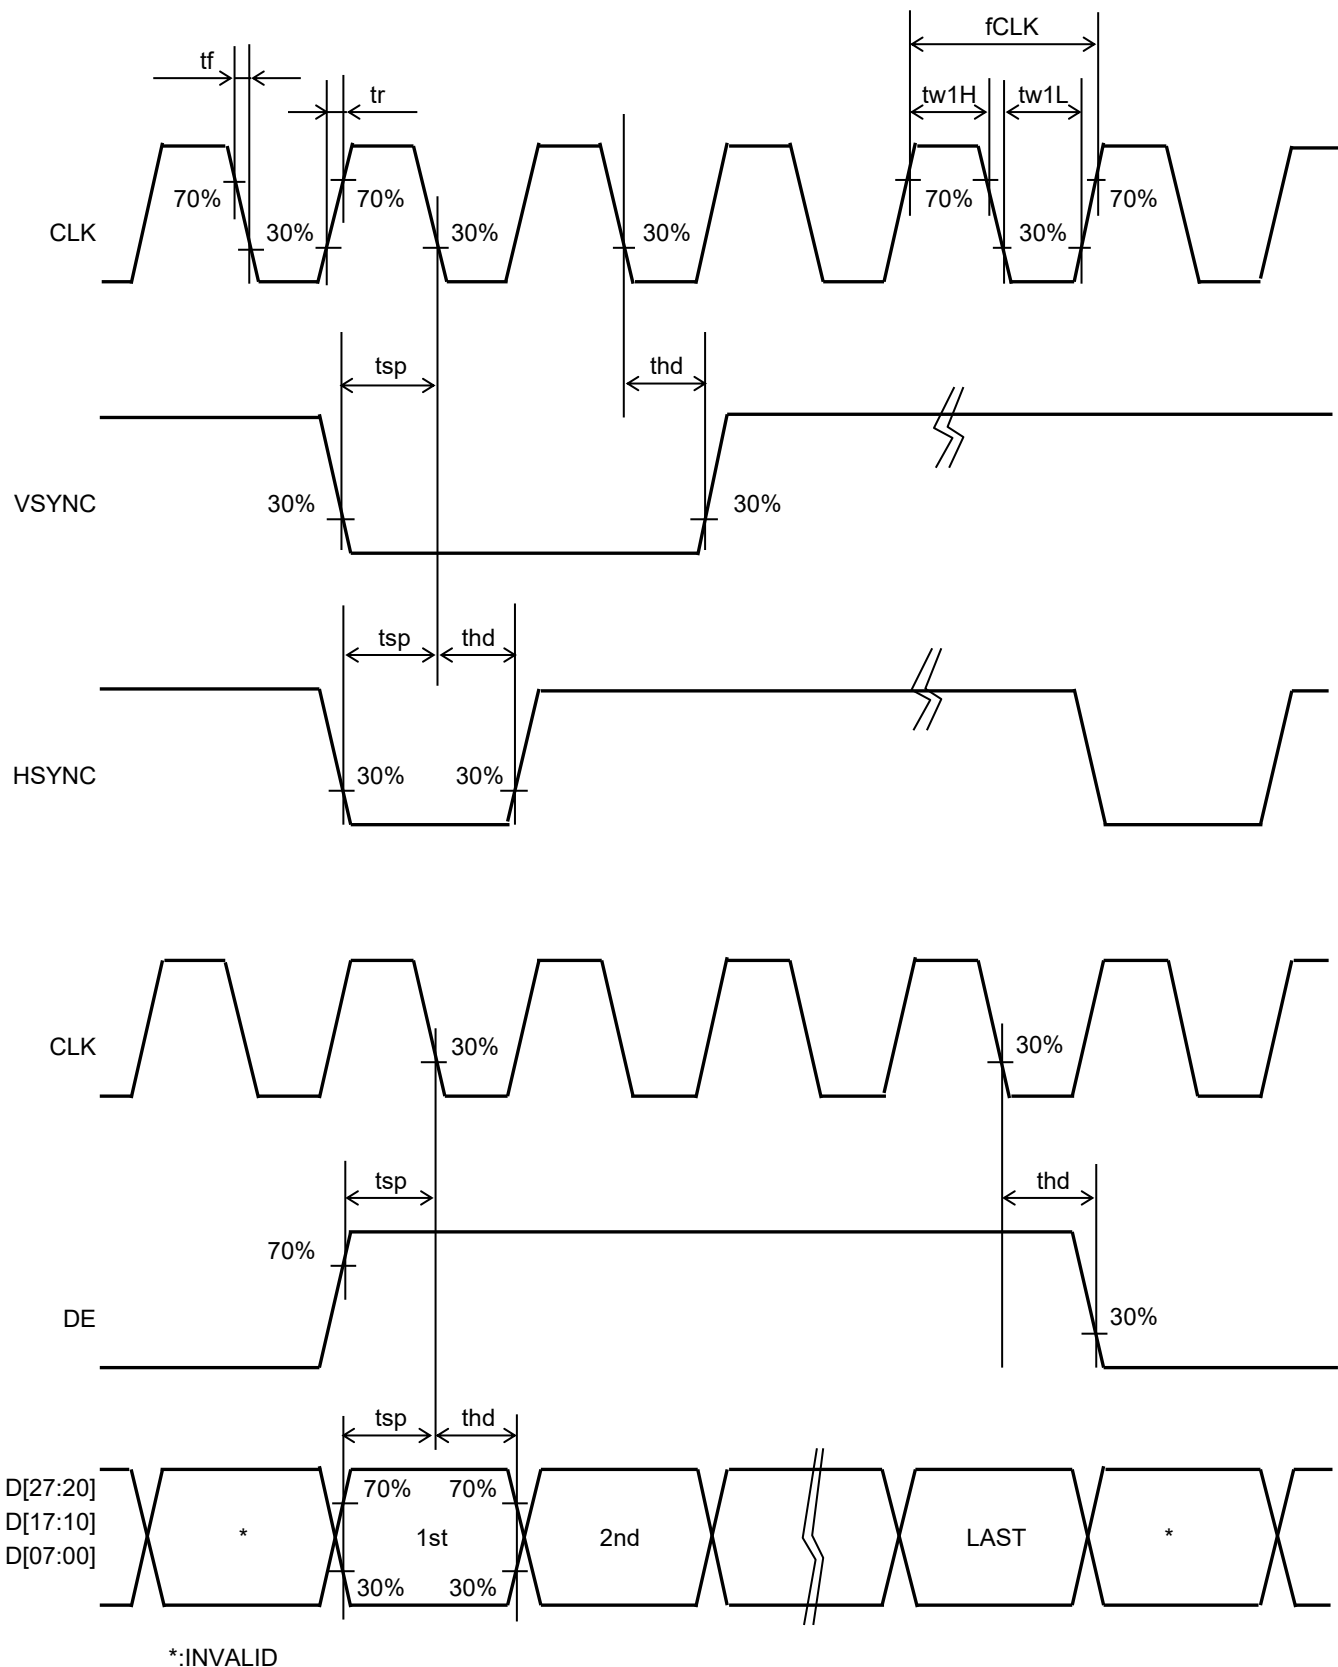 fCLK
tf
tr
tw1H
tw1L
70%
70%
70%
70%
CLK
30%
30%
30%
30%
tsp
thd
VSYNC
30%
30%
tsp
thd
HSYNC
30%
30%
CLK
30%
30%
tsp
thd
70%
DE
30%
tsp
thd
D[27:20]
70%
70%
D[17:10]
*
1st
2nd
LAST
*
D[07:00]
30%
30%
*:INVALID